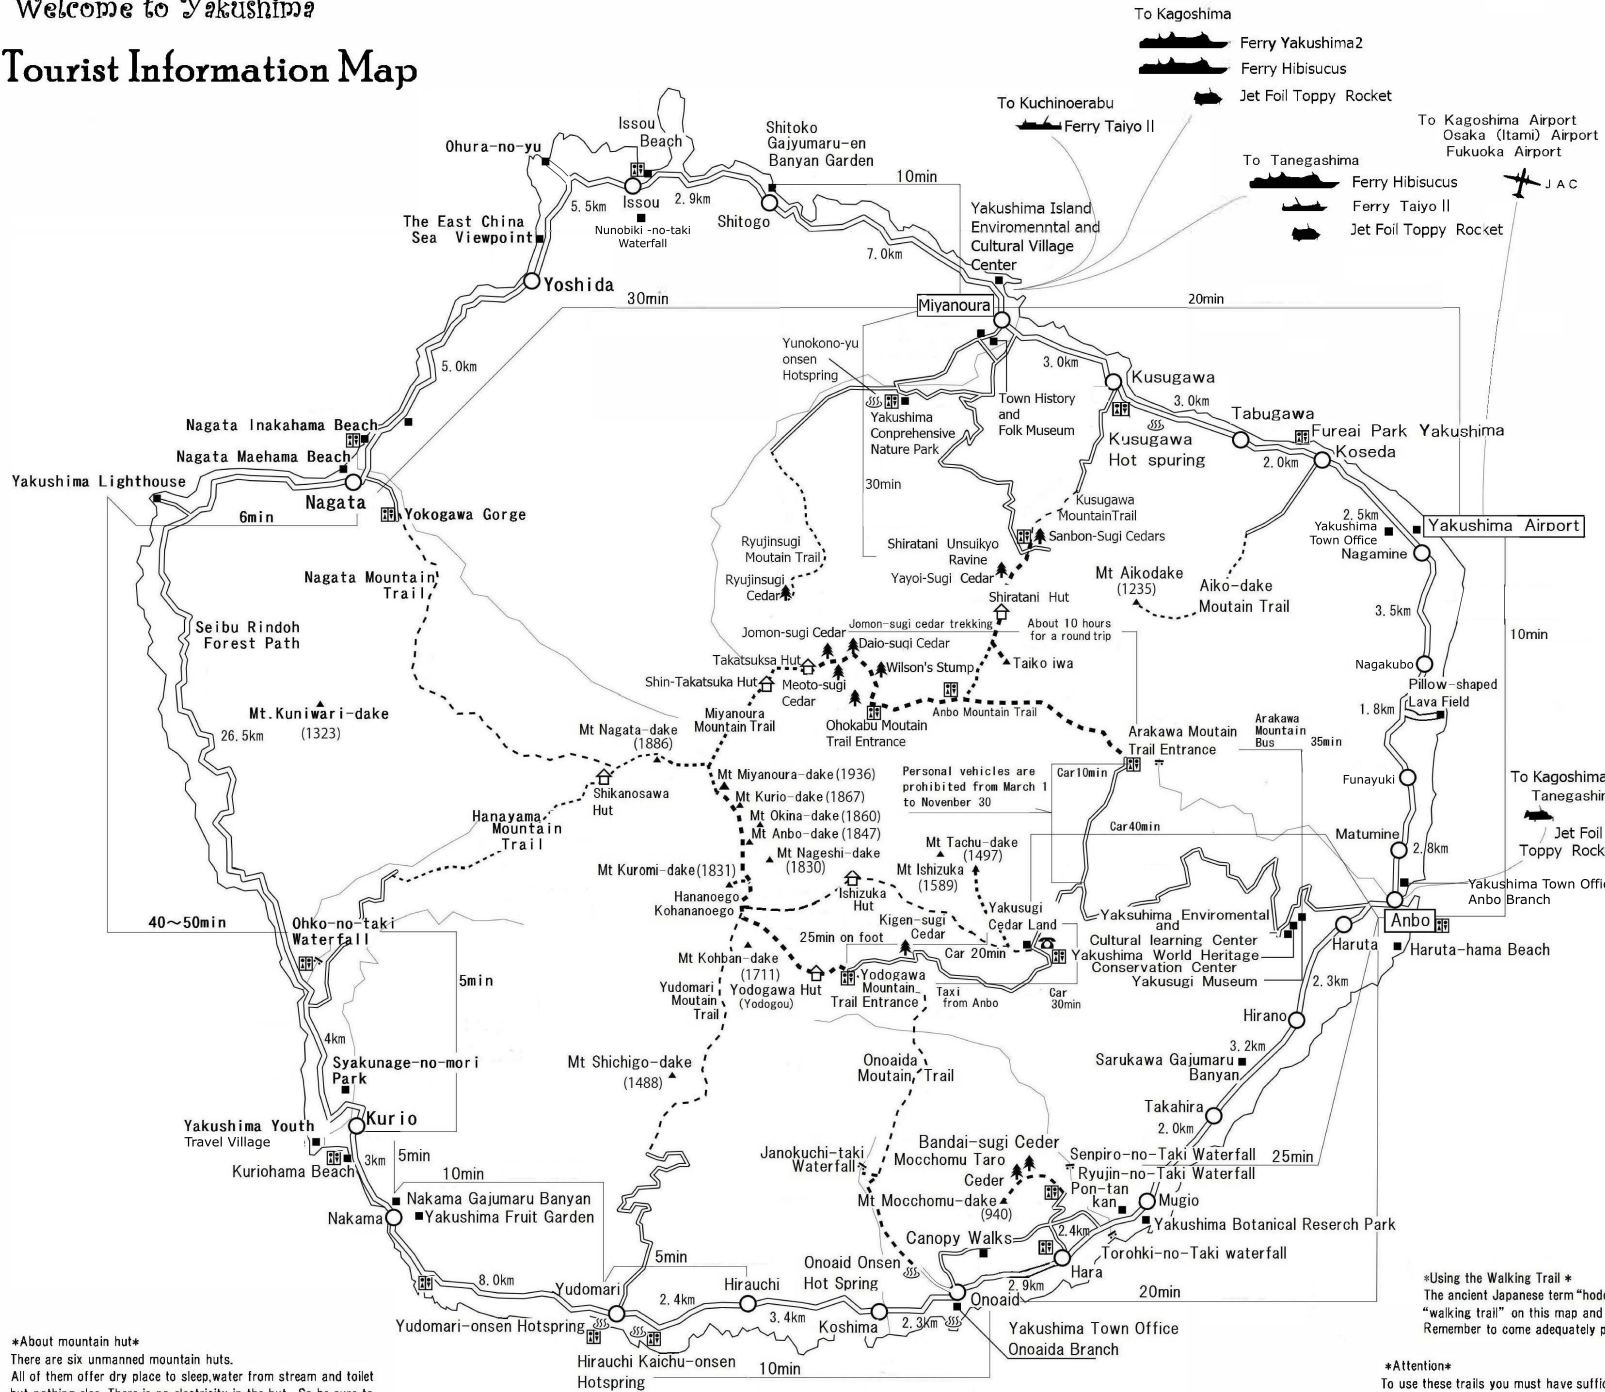 Welcome to Yakushima
Tourist Information Map
To Kagoshima
Ferry Yakushima2
Ferry Hibisucus
Jet Foil Toppy Rocket
To Kuchinoerabu
Ferry Taiyo II
To Kagoshima Airport
Osaka (Itami) Airport
Fukuoka Airport
JAC
To Tanegashima
Ferry Hibisucus
Ferry Taiyo II
Jet Foil Toppy Rocket
Ohura-no-yu
Issou
Beach
Shitoko
Gajyumaru-en
Banyan Garden
10min
5.5km
Issou
2.9km
Nunobiki -no-taki
Waterfall
Shitogo
The East China
Sea Viewpoint
7.0km
Yakushima Island
Enviromenntal and
Cultural Village
Center
Yoshida
30min
Miyanoura
20min
5.0km
Yunokono-yu
onsen
Hotspring
3.0km
Kusugawa
3.0km
Tabugawa
Fureai Park Yakushima
Koseda
2.0km
Yakushima
Conprehensive
Nature Park
Town History
and
Folk Museum
Kusugawa
Hot spuring
Nagata Inakahama Beach
Nagata Maehama Beach
Yakushima Lighthouse
Nagata
6min
Yokogawa Gorge
30min
Kusugawa
MountainTrail
2.5km
Yakushima
Town Office
Yakushima Airport
Nagamine
Ryujinsugi
Moutain Trail
Ryujinsugi
Cedar
Shiratani Unsuikyo
Ravine
Sanbon-Sugi Cedars
Yayoi-Sugi Cedar
Mt Aikodake
(1235)
Aiko-dake
Moutain Trail
Nagata Mountain
Trail
Shiratani Hut
3.5km
10min
Seibu Rindoh
Forest Path
Jomon-sugi Cedar
Jomon-sugi cedar trekking
About 10 hours
for a round trip
Daio-sugi Cedar
Takatsuksa Hut
Wilson's Stump
Taiko iwa
Nagakubo
Shin-Takatsuka Hut
Meoto-sugi
Cedar
Pillow-shaped
Lava Field
1.8km
Miyanoura
Mountain Trail
Ohokabu Moutain
Trail Entrance
Anbo Mountain Trail
Mt.Kuniwari-dake
(1323)
26.5km
Mt Nagata-dake
(1886)
Arakawa Moutain
Trail Entrance
Arakawa
Mountain
Bus
35min
Shikanosawa
Hut
Mt Miyanoura-dake(1936)
Mt Kurio-dake(1867)
Mt Okina-dake(1860)
Mt Anbo-dake(1847)
Mt Nageshi-dake
(1830)
Personal vehicles are
prohibited from March 1
to Novenber 30
Car10min
Funayuki
To Kagoshima
Jet Foil
Hanayama
Mountain
Trail
Car40min
Matumine
2.8km
Mt Tachu-dake
(1497)
Mt Ishizuka
(1589)
Mt Kuromi-dake(1831)
Hananoego
Kohananoego
Ishizuka
Hut
Kigen-sugi
Cedar
Yakusugi
Cedar Land
Yakushima Town
Anbo Branch
Anbo
40～50min
Ohko-no-taki
Waterfall
25min on foot
Car 20min
Yaksuhima Enviromental
and
Cultural learning Center
Yakushima World Heritage
Conservation Center
Yakusugi Museum
Haruta
Haruta-hama Beach
5min
Mt Kohban-dake
(1711)
Yodogawa Hut
(Yodogou)
Yodogawa
Mountain
Trail Entrance
Taxi
from Anbo
Car
30min
2.3km
Yudomari
Moutain
Trail
Hirano
4km
Syakunage-no-mori
Park
Mt Shichigo-dake
(1488)
Onoaida
Moutain Trail
3.2km
Sarukawa Gajumaru
Banyan
Kurio
Takahira
2.0km
Yakushima Youth
Travel Village
Kuriohama Beach
3km
5min
10min
Janokuchi-taki
Waterfall
Bandai-sugi Ceder
Mocchomu Taro
Ceder
Senpiro-no-Taki Waterfall
25min
Ryujin-no-Taki Waterfall
Pon-tan
kan
Mt Mocchomu-dake
(940)
Mugio
Nakama Gajumaru Banyan
Yakushima Fruit Garden
Nakama
Yakushima Botanical Reserch Park
2.4km
Canopy Walks
Torohki-no-Taki waterfall
5min
Onoaid Onsen
Hot Spring
Hara
8.0km
Yudomari
Hirauchi
2.9km
20min
2.4km
Onoaid
3.4km
Koshima
2.3km
Yudomari-onsen Hotspring
Yakushima Town Office
Onoaida Branch
Hirauchi Kaichu-onsen
Hotspring
10min
*Using the Walking Trail *
The ancient Japanese term
"walking trail" on this map and
Remember to come adequately
*About mountain hut*
There are six unmanned mountain huts.
All of them offer dry place to sleep,water from stream and toilet
*Attention*
To use these trails you must have